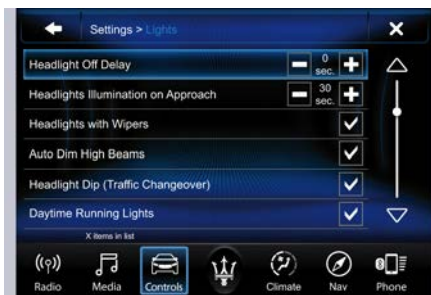 Settings > Lights
Headlight Off Delay
0
sec.
Headlights Illumination on Approach
30
sec.
Headlights with Wipers
Auto Dim High Beams
Headlight Dip (Traffic Changeover)
Daytime Running Lights
X items in list
Radio Media Controls Climate Nav Phone